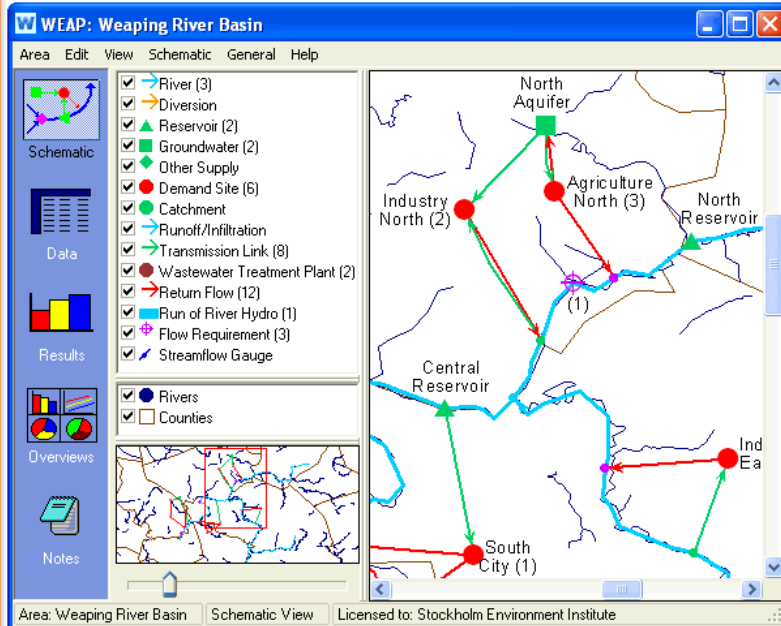 WEAP: Weaping River Basin
Area Edit View Schematic General Help
Schematic
Data
Results
Overviews
Notes
River (3)
Diversion
Reservoir (2)
Groundwater (2)
Other Supply
Demand Site (6)
Catchment
Runoff/Infiltration
Transmission Link (8)
Wastewater Treatment Plant (2)
Return Flow (12)
Run of River Hydro (1)
Flow Requirement (3)
Streamflow Gauge
Rivers
Counties
North
Aquifer
Industry
North (2)
Agriculture
North (3)
North
Reservoir
(1)
Central
Reservoir
Ind
Ea
South
City (1)
Area: Weaping River Basin Schematic View Licensed to: Stockholm Environment Institute